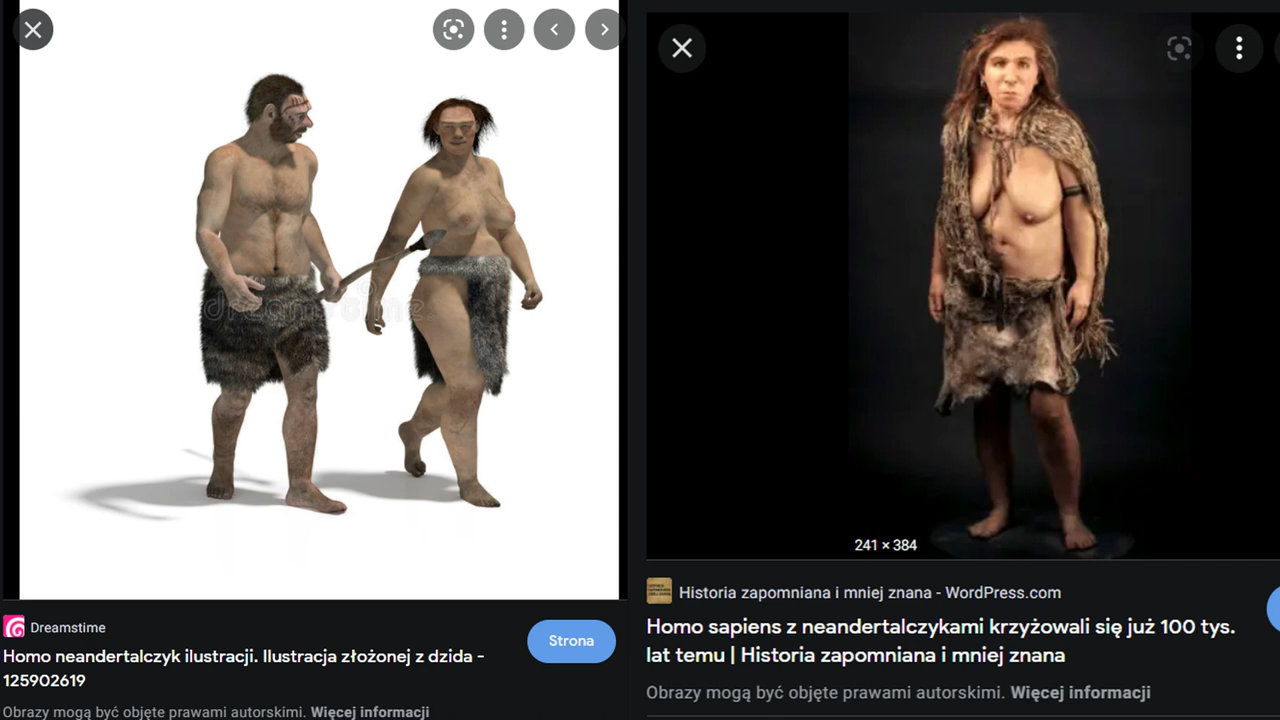 dreamstime.
Dreamstime
Strona
Homo neandertalczyk ilustracji. Ilustracja złożonej z dzida -
125902619
Obrazy mogą być objęte prawami autorskimi. Więcej informacji
241 × 384
Historia zapomniana i mniej znana - WordPress.com
Homo sapiens z neandertalczykami krzyżowali się już 100 tys.
lat temu | Historia zapomniana i mniej znana
Obrazy mogą być objęte prawami autorskimi. Więcej informacji